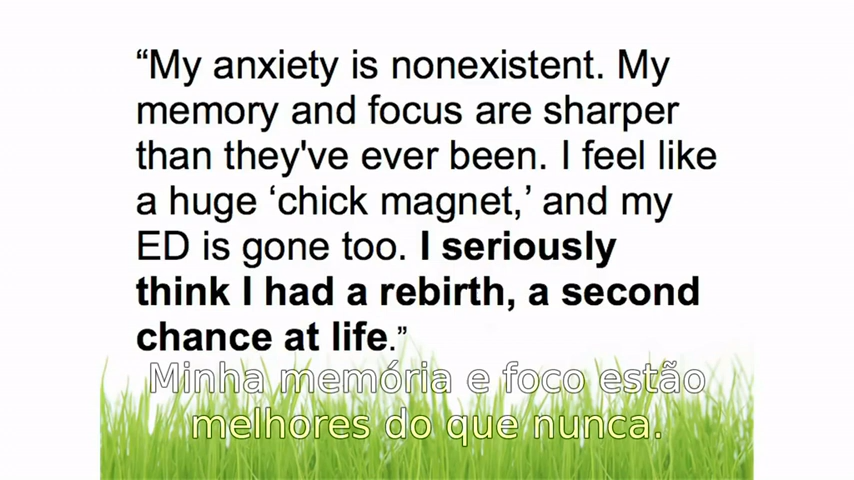 “My anxiety is nonexistent. My
memory and focus are sharper
than they've ever been. I feel like
a huge ‘chick magnet,’ and my
ED is gone too. I seriously
think I had a rebirth, a second
chance at life.”
Minha memória e foco estão
melhores do que nunca.